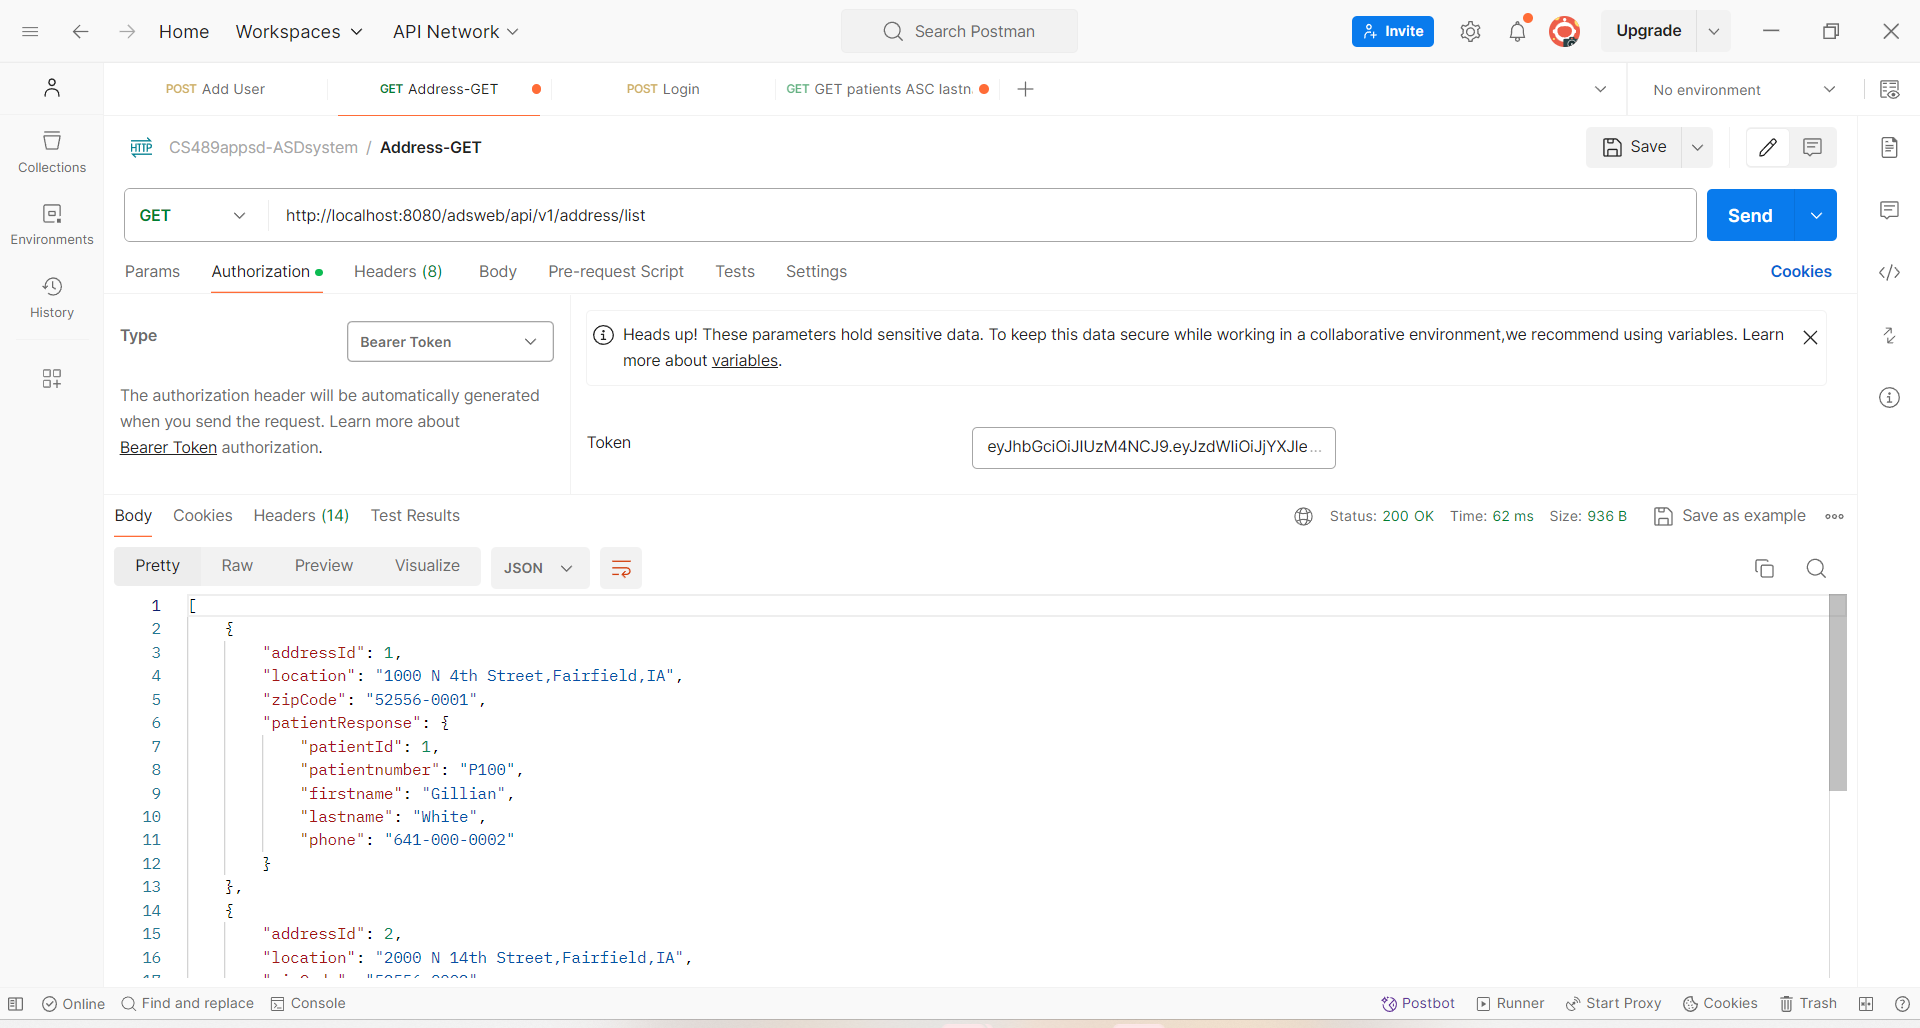 Home Workspaces API Network Search Postman Invite Upgrade
POST Add User GET Address-GET POST Login GET GET patients ASC lastn No environment
HTTP CS489appsd-ASDsystem / Address-GET Save
Collections
Environments
History
GET http://localhost:8080/adsweb/api/v1/address/list Send
Params Authorization Headers (8) Body Pre-request Script Tests Settings Cookies
Type Bearer Token
The authorization header will be automatically generated
when you send the request. Learn more about
Bearer Token authorization.
Heads up! These parameters hold sensitive data. To keep this data secure while working in a collaborative environment,we recommend using variables. Learn
more about variables.
Token eyJhbGciOiJIUzM4NCJ9.eyJzdWIiOiJjYXJle...
Body Cookies Headers (14) Test Results Status: 200 OK Time: 62 ms Size: 936 B Save as example
Pretty Raw Preview Visualize JSON
1 [
2 {
3 "addressId": 1,
4 "location": "1000 N 4th Street,Fairfield,IA",
5 "zipCode": "52556-0001",
6 "patientResponse": {
7 "patientId": 1,
8 "patientnumber": "P100",
9 "firstname": "Gillian",
10 "lastname": "White",
11 "phone": "641-000-0002"
12 }
13 },
14 {
15 "addressId": 2,
16 "location": "2000 N 14th Street,Fairfield,IA",
Online Find and replace Console Postbot Runner Start Proxy Cookies Trash